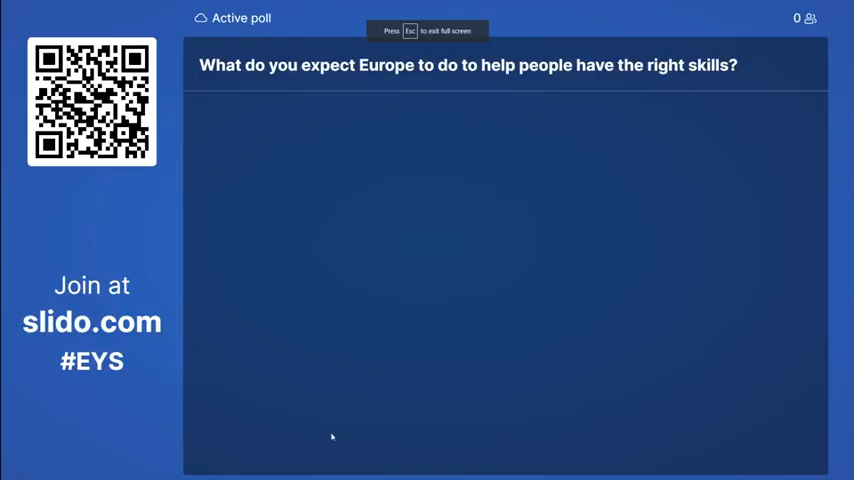 Active poll
0
Press Esc to exit full screen
What do you expect Europe to do to help people have the right skills?
Join at
slido.com
#EYS